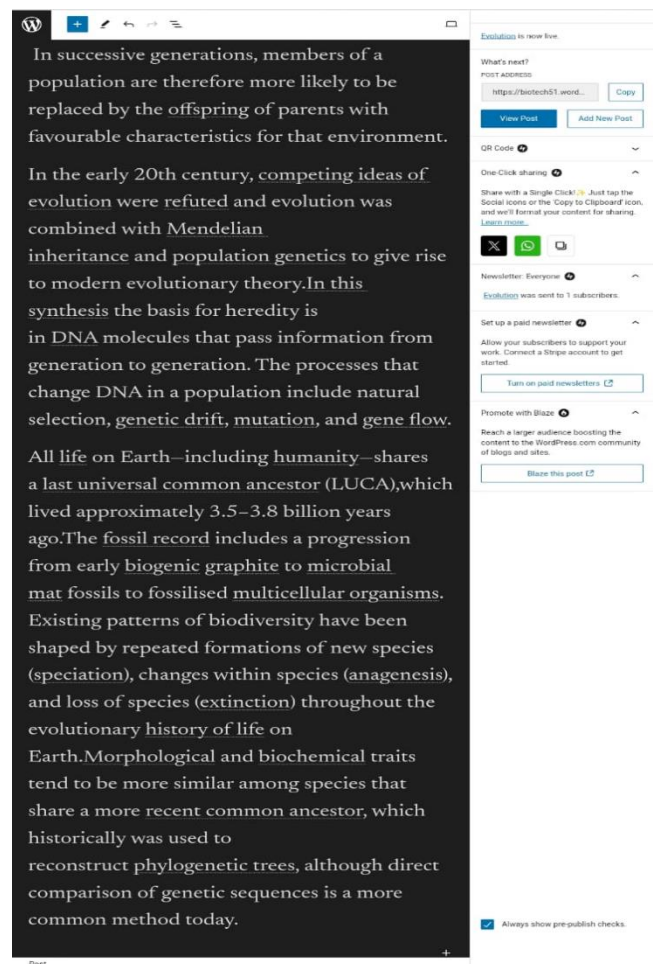 In successive generations, members of a
population are therefore more likely to be
replaced by the offspring of parents with
favourable characteristics for that environment.
In the early 20th century, competing ideas of
evolution were refuted and evolution was
combined with Mendelian
inheritance and population genetics to give rise
to modern evolutionary theory.In this
synthesis the basis for heredity is
in DNA molecules that pass information from
generation to generation. The processes that
change DNA in a population include natural
selection, genetic drift, mutation, and gene flow.
All life on Earth—including humanity—shares
a last universal common ancestor (LUCA),which
lived approximately 3.5–3.8 billion years
ago.The fossil record includes a progression
from early biogenic graphite to microbial
mat fossils to fossilised multicellular organisms.
Existing patterns of biodiversity have been
shaped by repeated formations of new species
(speciation), changes within species (anagenesis),
and loss of species (extinction) throughout the
evolutionary history of life on
Earth.Morphological and biochemical traits
tend to be more similar among species that
share a more recent common ancestor, which
historically was used to
reconstruct phylogenetic trees, although direct
comparison of genetic sequences is a more
common method today.
Post
Evolution is now live.
What's next?
POST ADDRESS
https://biotech51.word...
Copy
View Post
Add New Post
QR Code
One-Click sharing
Share with a Single Click!✨ Just tap the
Social icons or the 'Copy to Clipboard' icon,
and we'll format your content for sharing.
Learn more.
Newsletter: Everyone
Evolution was sent to 1 subscribers.
Set up a paid newsletter
Allow your subscribers to support your
work. Connect a Stripe account to get
started
Turn on paid newsletters
Promote with Blaze
Reach a larger audience boosting the
content to the WordPress.com community
of blogs and sites.
Blaze this post
Always show pre-publish checks.